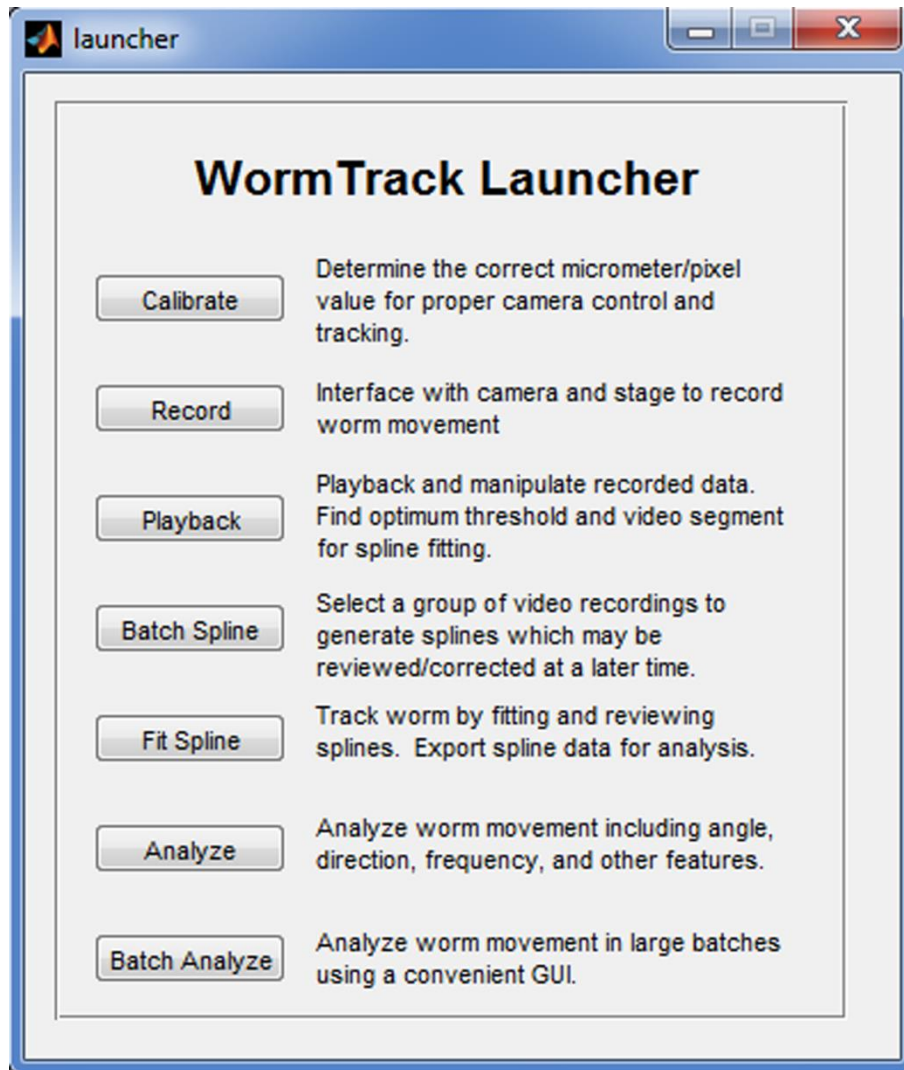 launcher
WormTrack Launcher
Calibrate
Determine the correct micrometer/pixel
value for proper camera control and
tracking.
Record
Interface with camera and stage to record
worm movement
Playback
Playback and manipulate recorded data.
Find optimum threshold and video segment
for spline fitting.
Batch Spline
Select a group of video recordings to
generate splines which may be
reviewed/corrected at a later time.
Fit Spline
Track worm by fitting and reviewing
splines.  Export spline data for analysis.
Analyze
Analyze worm movement including angle,
direction, frequency, and other features.
Batch Analyze
Analyze worm movement in large batches
using a convenient GUI.